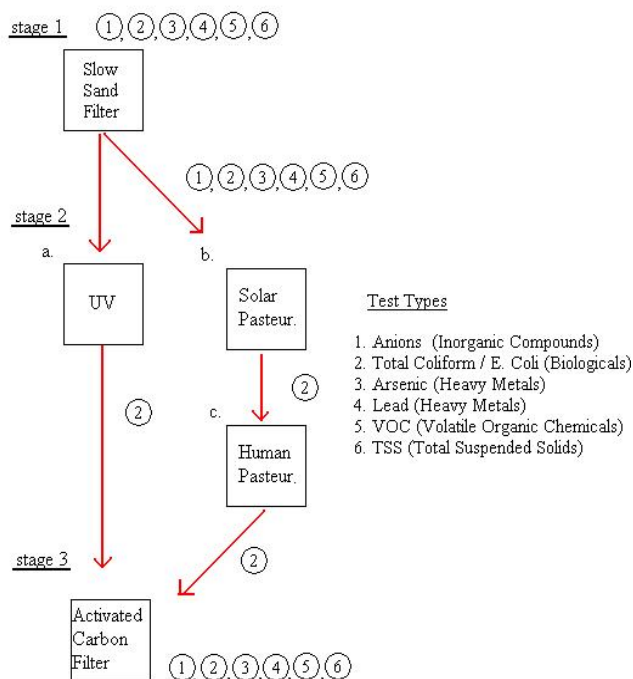 stage 1
1, 2, 3, 4, 5, 6
Slow
Sand
Filter
1, 2, 3, 4, 5, 6
stage 2
a.
b.
UV
Solar
Pasteur.
2
2
c.
Human
Pasteur.
2
stage 3
Activated
Carbon
Filter
1, 2, 3, 4, 5, 6
Test Types
1. Anions (Inorganic Compounds)
2. Total Coliform / E. Coli (Biologicals)
3. Arsenic (Heavy Metals)
4. Lead (Heavy Metals)
5. VOC (Volatile Organic Chemicals)
6. TSS (Total Suspended Solids)